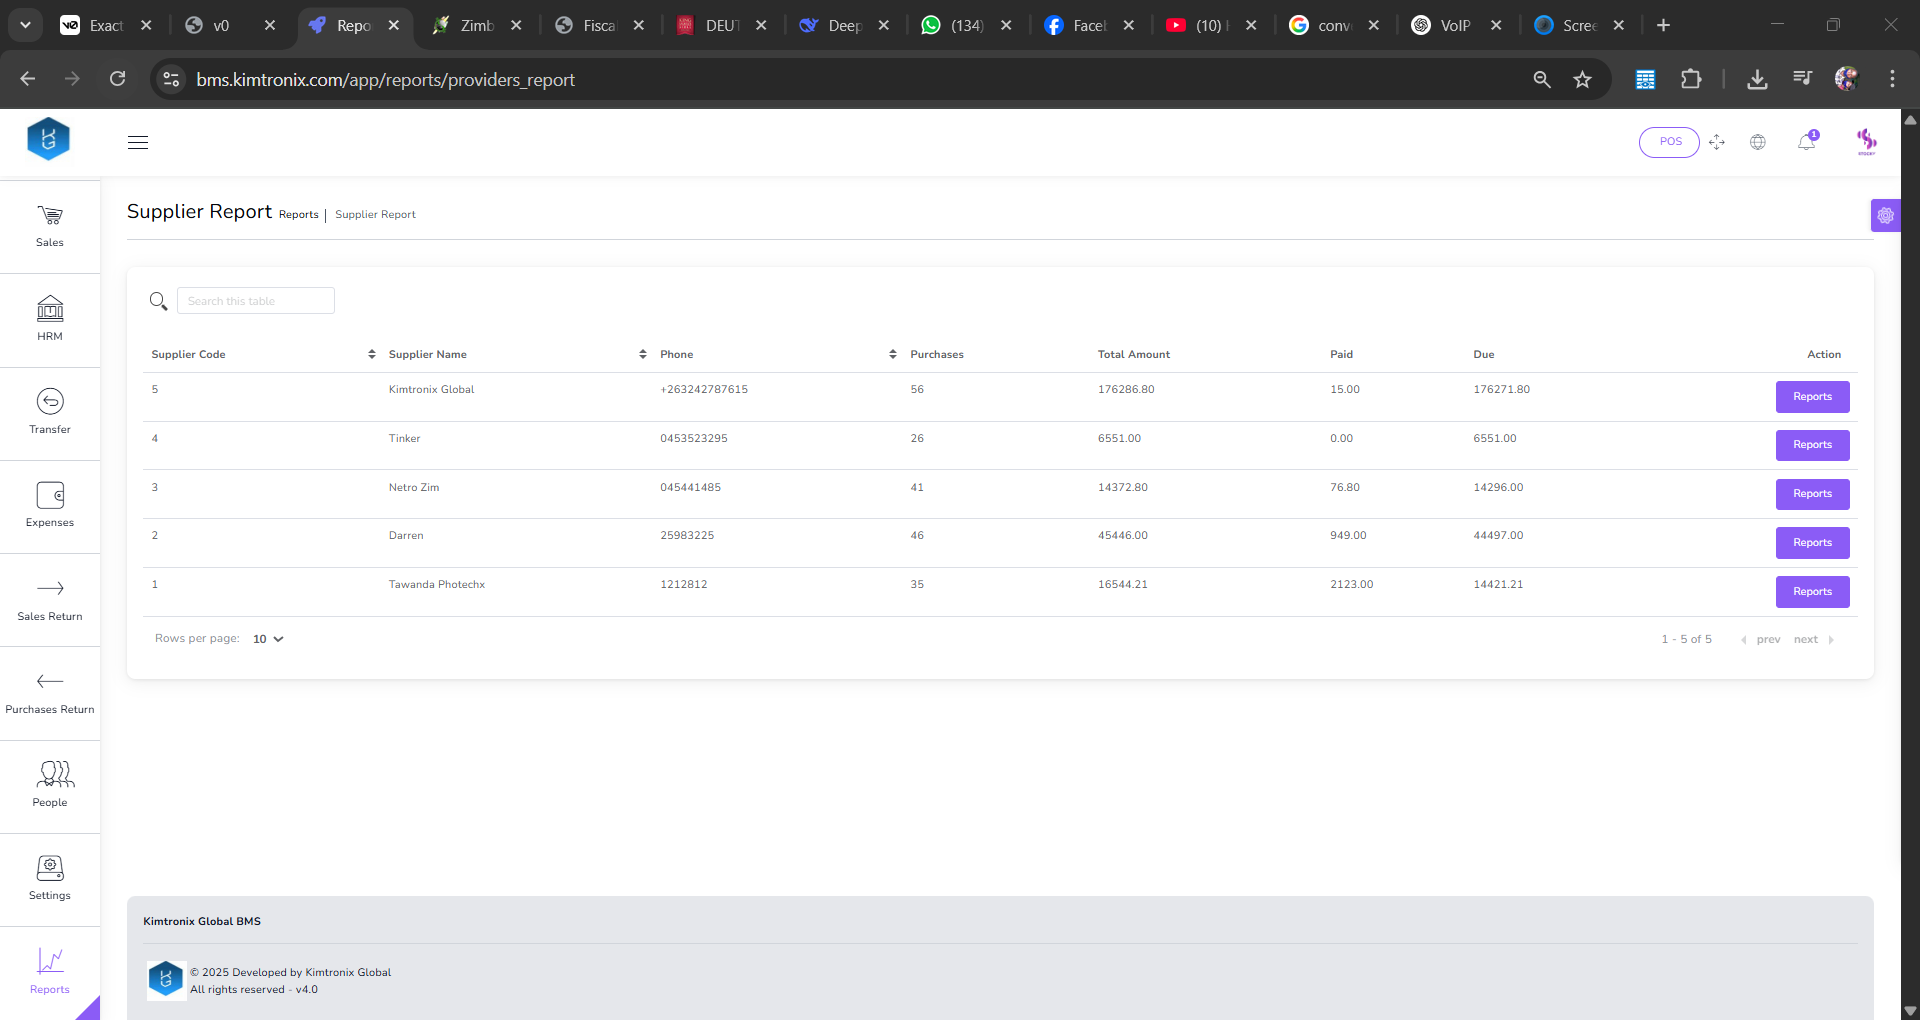 Exact
v0
Repo
Zimb
Fisca
DEUT
Deep
(134)
Facel
(10)
conv
VoIP
Scree
bms.kimtronix.com/app/reports/providers_report
POS
1
Supplier Report Reports | Supplier Report
Sales
HRM
Transfer
Expenses
Sales Return
Purchases Return
People
Settings
Reports
Search this table
Supplier Code Supplier Name Phone Purchases Total Amount Paid Due Action
5 Kimtronix Global +263242787615 56 176286.80 15.00 176271.80 Reports
4 Tinker 0453523295 26 6551.00 0.00 6551.00 Reports
3 Netro Zim 045441485 41 14372.80 76.80 14296.00 Reports
2 Darren 25983225 46 45446.00 949.00 44497.00 Reports
1 Tawanda Photechx 1212812 35 16544.21 2123.00 14421.21 Reports
Rows per page: 10
1 - 5 of 5 prev next
Kimtronix Global BMS
© 2025 Developed by Kimtronix Global
All rights reserved - v4.0